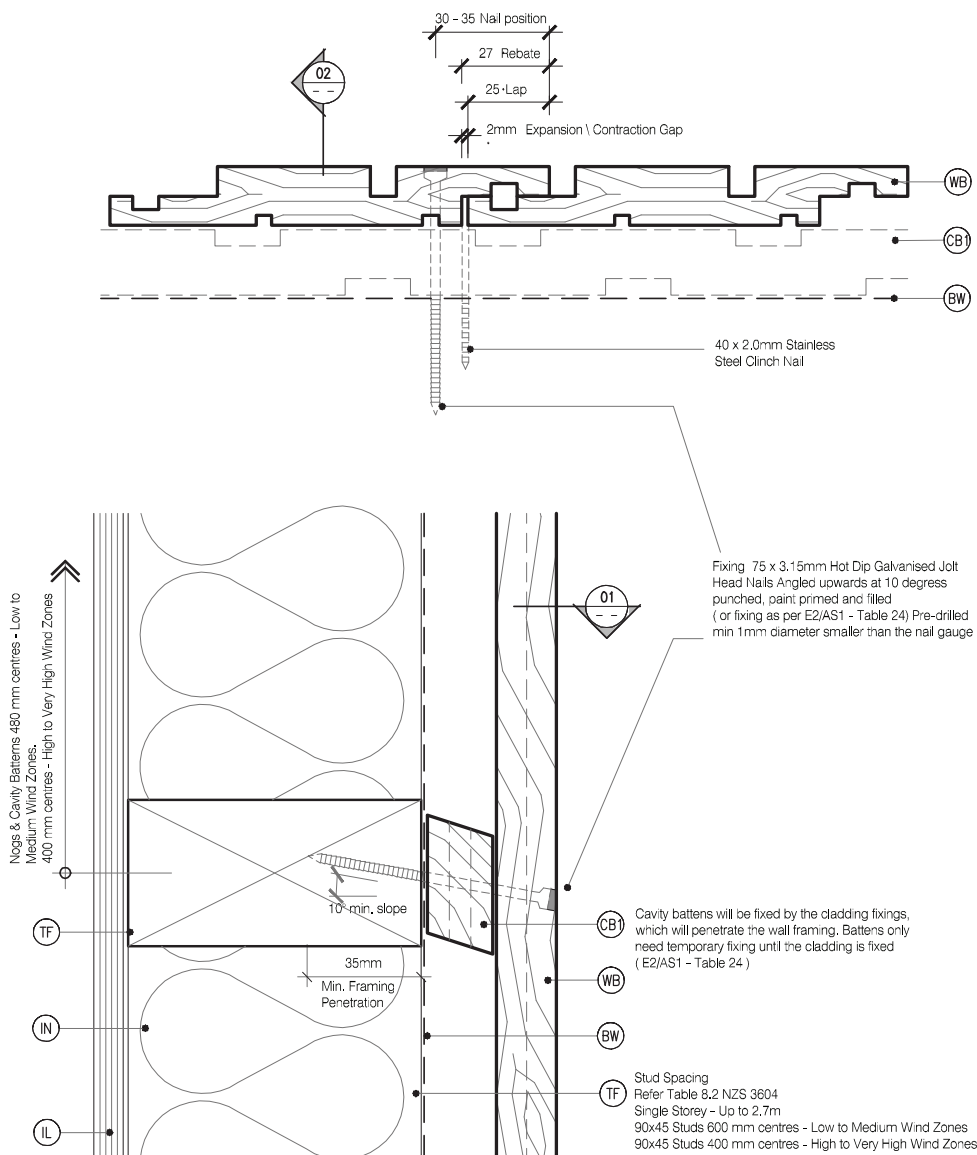 30 - 35 Nail position
27 Rebate
25 Lap
2mm Expansion \ Contraction Gap
02
WB
CB1
BW
40 x 2.0mm Stainless
Steel Clinch Nail
Fixing 75 x 3.15mm Hot Dip Galvanised Jolt
Head Nails Angled upwards at 10 degress
punched, paint primed and filled
( or fixing as per E2/AS1 - Table 24) Pre-drilled
min 1mm diameter smaller than the nail gauge
01
Nogs & Cavity Battens 480 mm centres - Low to
Medium Wind Zones.
400 mm centres - High to Very High Wind Zones
10° min. slope
TF
CB1
Cavity battens will be fixed by the cladding fixings,
which will penetrate the wall framing. Battens only
need temporary fixing until the cladding is fixed
( E2/AS1 - Table 24 )
35mm
Min. Framing
Penetration
WB
IN
BW
TF
Stud Spacing
Refer Table 8.2 NZS 3604
Single Storey - Up to 2.7m
90x45 Studs 600 mm centres - Low to Medium Wind Zones
90x45 Studs 400 mm centres - High to Very High Wind Zones
IL